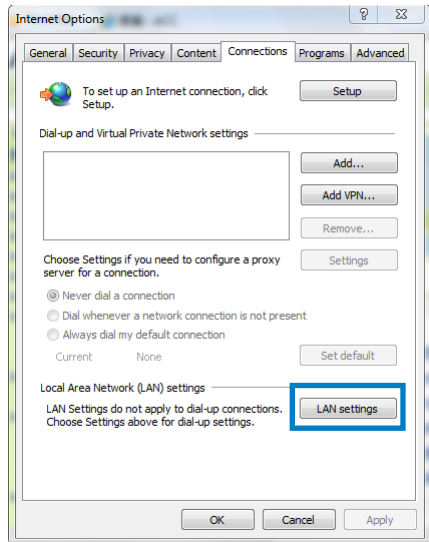 Internet Options
General Security Privacy Content Connections Programs Advanced
To set up an Internet connection, click
Setup.
Setup
Dial-up and Virtual Private Network settings
Add...
Add VPN...
Remove...
Choose Settings if you need to configure a proxy
server for a connection.
Settings
Never dial a connection
Dial whenever a network connection is not present
Always dial my default connection
Current None
Set default
Local Area Network (LAN) settings
LAN Settings do not apply to dial-up connections.
Choose Settings above for dial-up settings.
LAN settings
OK Cancel Apply